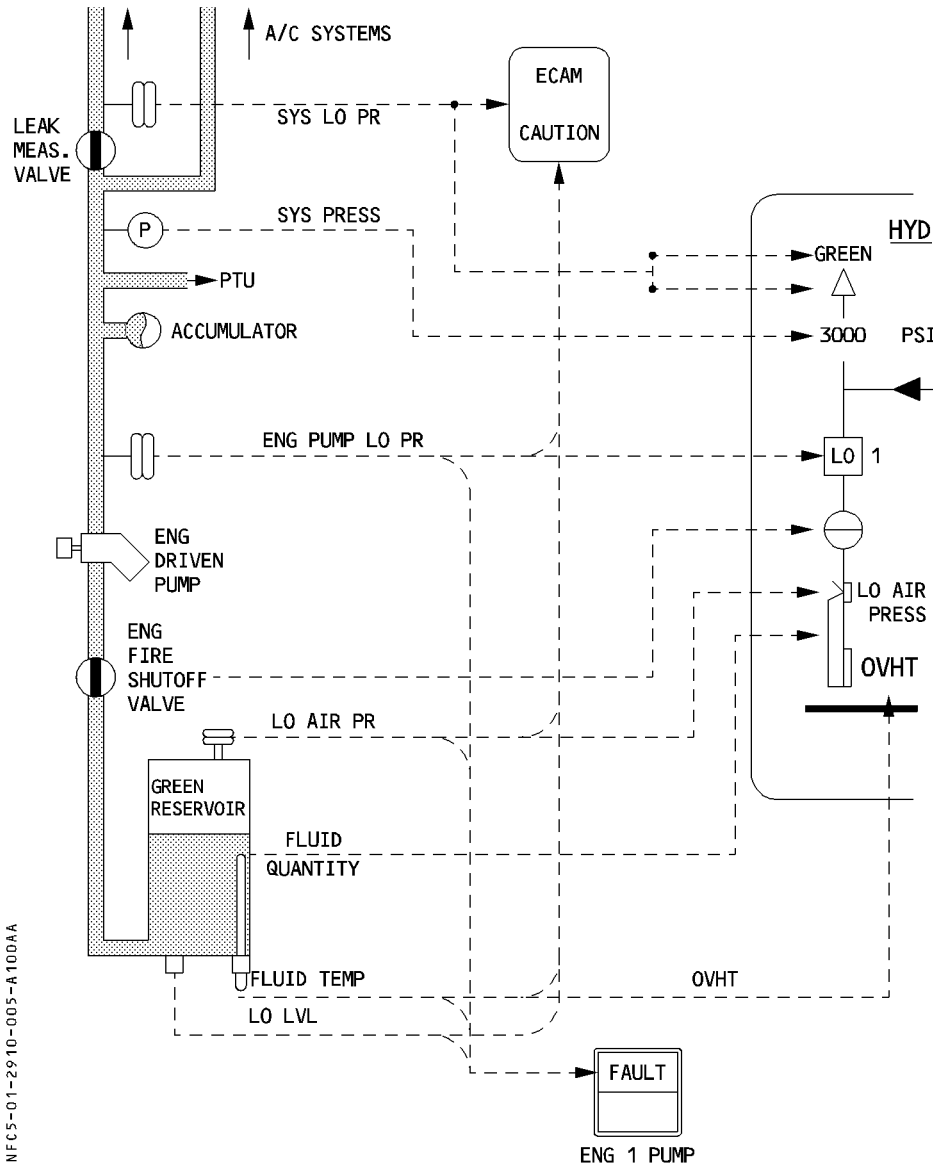 A/C SYSTEMS
ECAM
CAUTION
SYS LO PR
LEAK
MEAS.
VALVE
SYS PRESS
P
HYD
GREEN
PTU
3000 PSI
ACCUMULATOR
ENG PUMP LO PR
LO 1
ENG
DRIVEN
PUMP
LO AIR
PRESS
ENG
FIRE
SHUTOFF
VALVE
OVHT
LO AIR PR
GREEN
RESERVOIR
FLUID
QUANTITY
FLUID TEMP
OVHT
LO LVL
FAULT
ENG 1 PUMP
NFC5-01-2910-005-A100AA